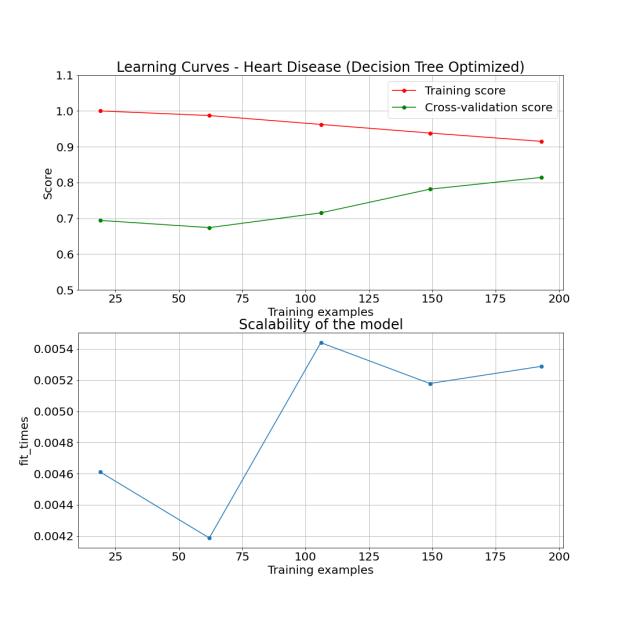 Learning Curves - Heart Disease (Decision Tree Optimized)
1.1
1.0
0.9
0.8
0.7
0.6
0.5
Score
Training score
Cross-validation score
25 50 75 100 125 150 175 200
Training examples
Scalability of the model
0.0054
0.0052
0.0050
0.0048
0.0046
0.0044
0.0042
fit_times
25 50 75 100 125 150 175 200
Training examples